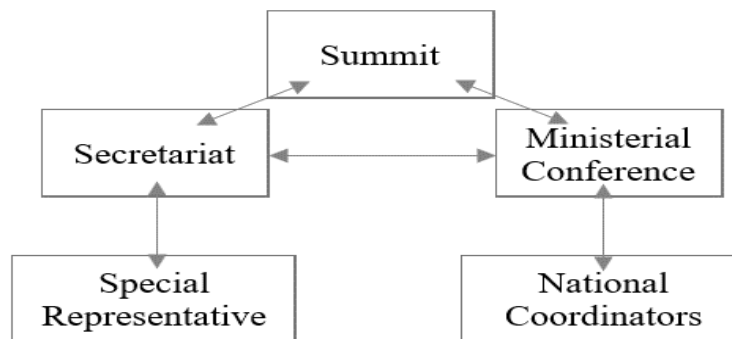 Summit
Secretariat
Ministerial
Conference
Special
Representative
National
Coordinators